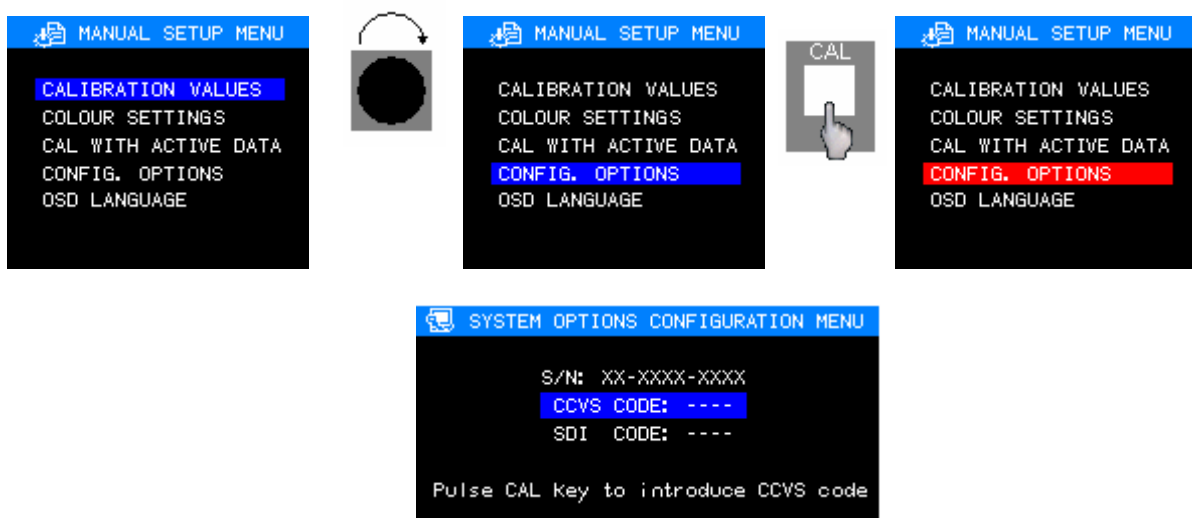 MANUAL SETUP MENU
CALIBRATION VALUES
COLOUR SETTINGS
CAL WITH ACTIVE DATA
CONFIG. OPTIONS
OSD LANGUAGE
MANUAL SETUP MENU
CALIBRATION VALUES
COLOUR SETTINGS
CAL WITH ACTIVE DATA
CONFIG. OPTIONS
OSD LANGUAGE
CAL
MANUAL SETUP MENU
CALIBRATION VALUES
COLOUR SETTINGS
CAL WITH ACTIVE DATA
CONFIG. OPTIONS
OSD LANGUAGE
SYSTEM OPTIONS CONFIGURATION MENU
S/N: XX-XXXX-XXXX
CCVS CODE: ----
SDI CODE: ----
Pulse CAL Key to introduce CCVS code